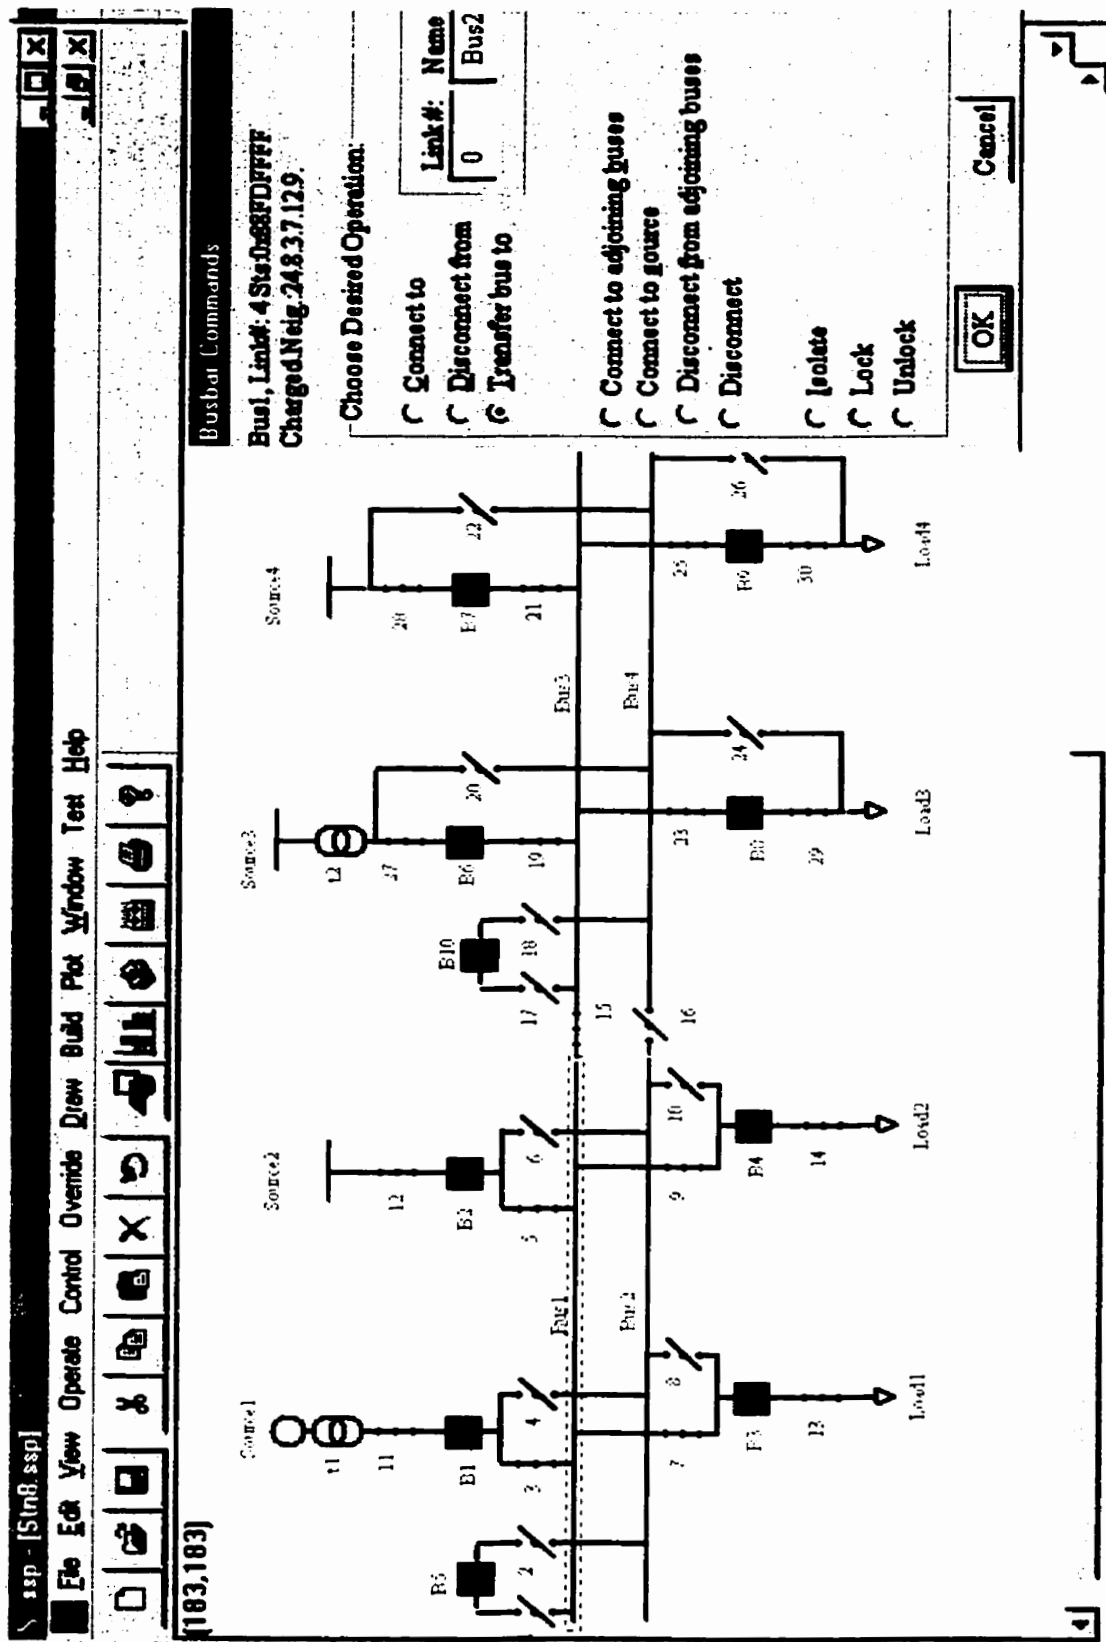 ssp - [Stn8.ssp]
File Edit View Operate Control Override Draw Build Plot Window Test Help
[183,183]
Busbar Commands
Bus1, Link#: 4 Sts:0x88FDFFFF
Charged.Neig:2.4.8.3.7.12.9.
Choose Desired Operation:
Connect to
Disconnect from
Transfer bus to
Link#: Name
0 Bus2
Connect to adjoining buses
Connect to source
Disconnect from adjoining buses
Disconnect
Isolate
Lock
Unlock
OK
Cancel
Source1
Source2
Source3
Source4
t1
t2
11
12
27
28
B5
B1
B2
B10
B6
B7
2
3
4
5
6
17
18
19
20
21
22
Bus1
Bus3
Bus2
Bus4
15
16
7
8
9
10
23
24
25
26
B3
B4
B8
B9
13
14
29
30
Load1
Load2
Load3
Load4